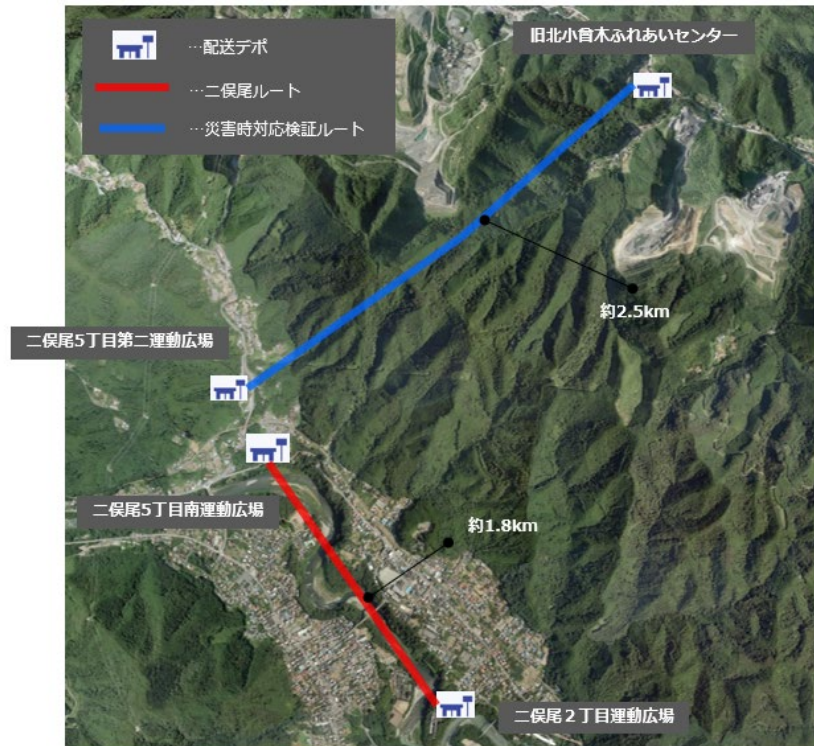 旧北小曾木ふれあいセンター
…配送デポ
…二俣尾ルート
…災害時対応検証ルート
約2.5km
二俣尾5丁目第二運動広場
二俣尾5丁目南運動広場
約1.8km
二俣尾２丁目運動広場